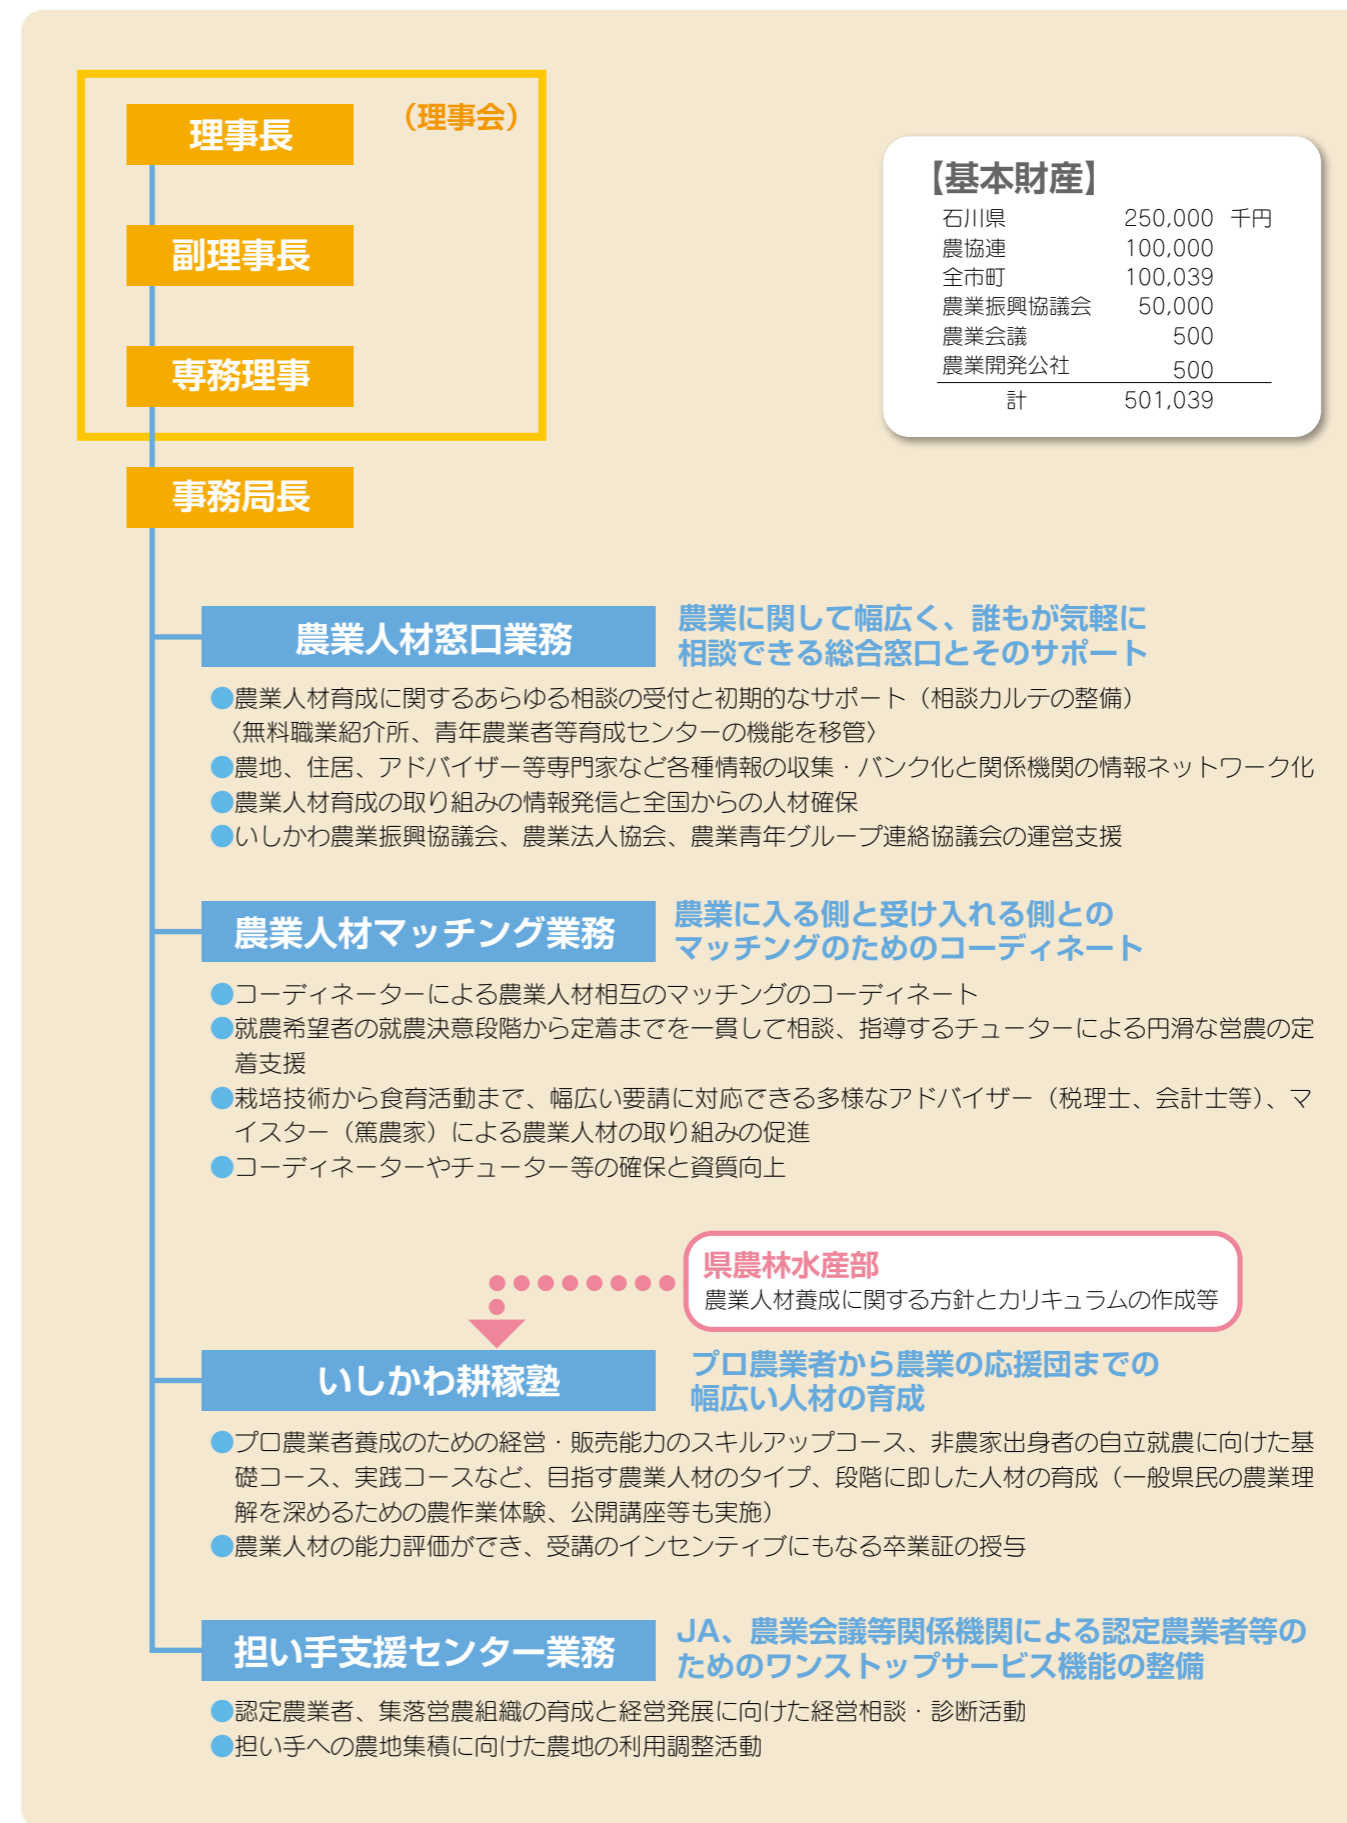 理事長
（理事会）
副理事長
専務理事
事務局長
【基本財産】
石川県 250,000 千円
農協連 100,000
全市町 100,039
農業振興協議会 50,000
農業会議 500
農業開発公社 500
計 501,039
農業人材窓口業務
農業に関して幅広く、誰もが気軽に
相談できる総合窓口とそのサポート
●農業人材育成に関するあらゆる相談の受付と初期的なサポート（相談カルテの整備）
〈無料職業紹介所、青年農業者等育成センターの機能を移管〉
●農地、住居、アドバイザー等専門家など各種情報の収集・バンク化と関係機関の情報ネットワーク化
●農業人材育成の取り組みの情報発信と全国からの人材確保
●いしかわ農業振興協議会、農業法人協会、農業青年グループ連絡協議会の運営支援
農業人材マッチング業務
農業に入る側と受け入れる側との
マッチングのためのコーディネート
●コーディネーターによる農業人材相互のマッチングのコーディネート
●就農希望者の就農決意段階から定着までを一貫して相談、指導するチューターによる円滑な営農の定
着支援
●栽培技術から食育活動まで、幅広い要請に対応できる多様なアドバイザー（税理士、会計士等）、マ
イスター（篤農家）による農業人材の取り組みの促進
●コーディネーターやチューター等の確保と資質向上
県農林水産部
農業人材養成に関する方針とカリキュラムの作成等
いしかわ耕稼塾
プロ農業者から農業の応援団までの
幅広い人材の育成
●プロ農業者養成のための経営・販売能力のスキルアップコース、非農家出身者の自立就農に向けた基
礎コース、実践コースなど、目指す農業人材のタイプ、段階に即した人材の育成（一般県民の農業理
解を深めるための農作業体験、公開講座等も実施）
●農業人材の能力評価ができ、受講のインセンティブにもなる卒業証の授与
担い手支援センター業務
JA、農業会議等関係機関による認定農業者等の
ためのワンストップサービス機能の整備
●認定農業者、集落営農組織の育成と経営発展に向けた経営相談・診断活動
●担い手への農地集積に向けた農地の利用調整活動